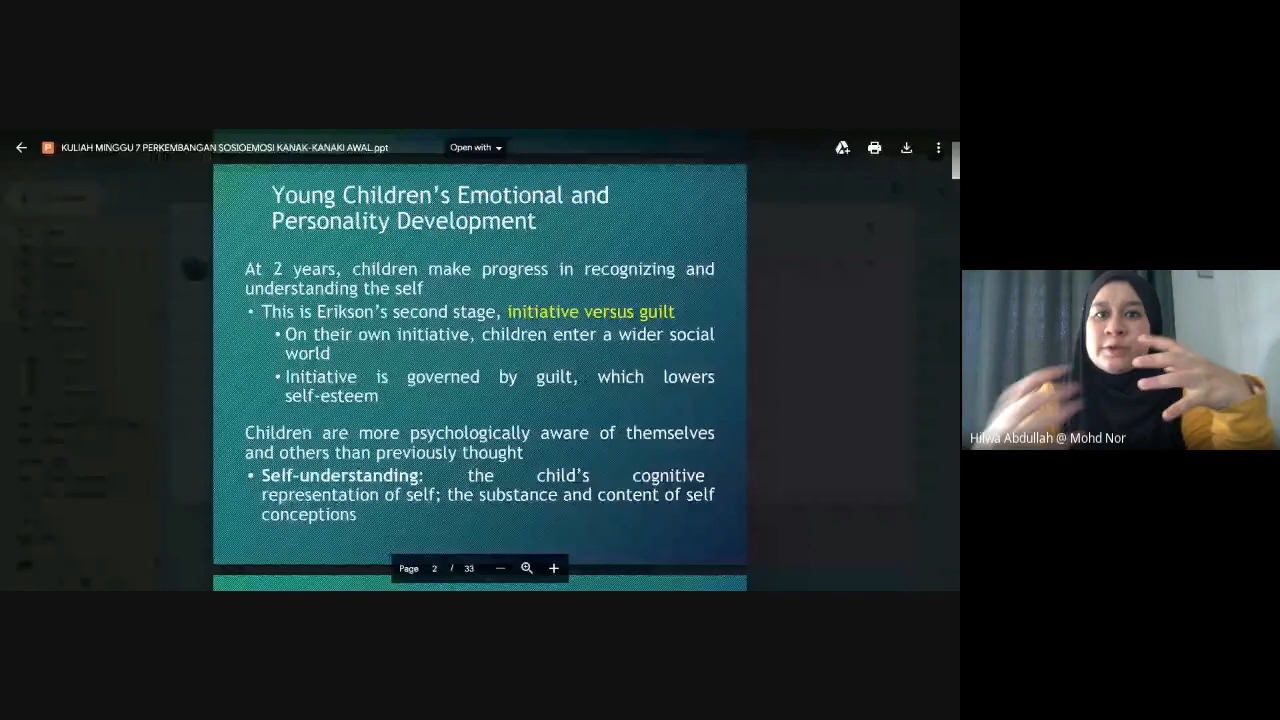 KULIAH MINGGU 7 PERKEMBANGAN SOSIOEMOSI KANAK-KANAKI AWAL.ppt
Open with
Young Children's Emotional and
Personality Development
At 2 years, children make progress in recognizing and
understanding the self
• This is Erikson's second stage, initiative versus guilt
• On their own initiative, children enter a wider social
world
• Initiative is governed by guilt, which lowers
self-esteem
Children are more psychologically aware of themselves
and others than previously thought
• Self-understanding: the child's cognitive
representation of self; the substance and content of self
conceptions
Page 2 / 33
Hilwa Abdullah @ Mohd Nor